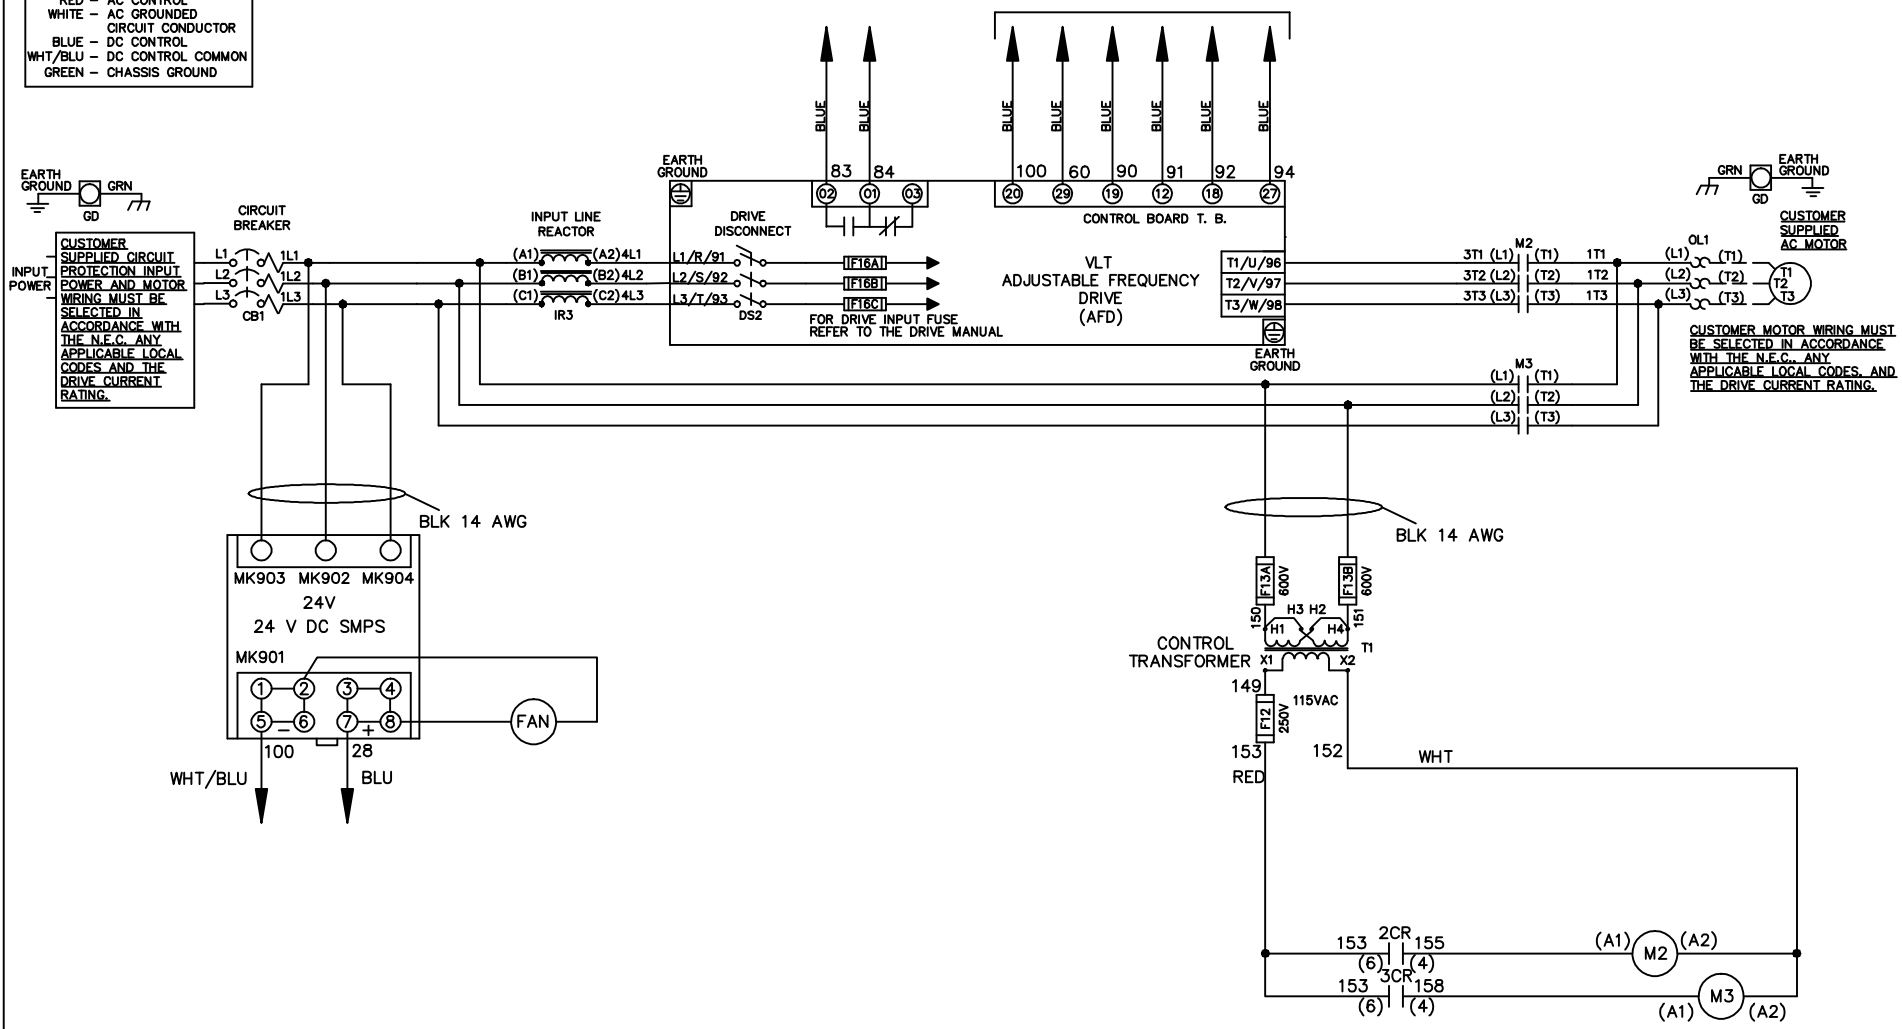 RED – AC CONTROL
WHITE – AC GROUNDED
CIRCUIT CONDUCTOR
BLUE – DC CONTROL
WHT/BLU – DC CONTROL COMMON
GREEN – CHASSIS GROUND
BLUE
BLUE
BLUE
BLUE
BLUE
BLUE
BLUE
BLUE
EARTH
GROUND
GRN
GD
CIRCUIT
BREAKER
CUSTOMER
SUPPLIED CIRCUIT
PROTECTION INPUT
POWER AND MOTOR
WIRING MUST BE
SELECTED IN
ACCORDANCE WITH
THE N.E.C. ANY
APPLICABLE LOCAL
CODES AND THE
DRIVE CURRENT
RATING.
INPUT
POWER
L1 1L1
L2 1L2
L3 1L3
CB1
INPUT LINE
REACTOR
(A1) (A2) 4L1
(B1) (B2) 4L2
(C1) (C2) 4L3
IR3
EARTH
GROUND
L1/R/91
L2/S/92
L3/T/93
DRIVE
DISCONNECT
DS2
83 84
02 01 03
F16A
F16B
F16C
FOR DRIVE INPUT FUSE
REFER TO THE DRIVE MANUAL
100 60 90 91 92 94
20 29 19 12 18 27
CONTROL BOARD T. B.
VLT
ADJUSTABLE FREQUENCY
DRIVE
(AFD)
T1/U/96
T2/V/97
T3/W/98
EARTH
GROUND
M2
3T1 (L1) (T1) 1T1
3T2 (L2) (T2) 1T2
3T3 (L3) (T3) 1T3
OL1
(L1) (T1)
(L2) (T2)
(L3) (T3)
T1
T2
T3
GRN
GD
EARTH
GROUND
CUSTOMER
SUPPLIED
AC MOTOR
CUSTOMER MOTOR WIRING MUST
BE SELECTED IN ACCORDANCE
WITH THE N.E.C., ANY
APPLICABLE LOCAL CODES, AND
THE DRIVE CURRENT RATING.
M3
(L1) (T1)
(L2) (T2)
(L3) (T3)
BLK 14 AWG
MK903 MK902 MK904
24V
24 V DC SMPS
MK901
1 2 3 4
5 6 7 8
– +
FAN
100 28
WHT/BLU BLU
BLK 14 AWG
F13A
600V
F13B
600V
150
151
H3 H2
H1 H4
T1
CONTROL
TRANSFORMER
X1 X2
149
115VAC
F12
250V
153
RED
152
WHT
2CR
153 155
(6) (4)
(A1) M2 (A2)
3CR
153 158
(6) (4)
(A1) M3 (A2)